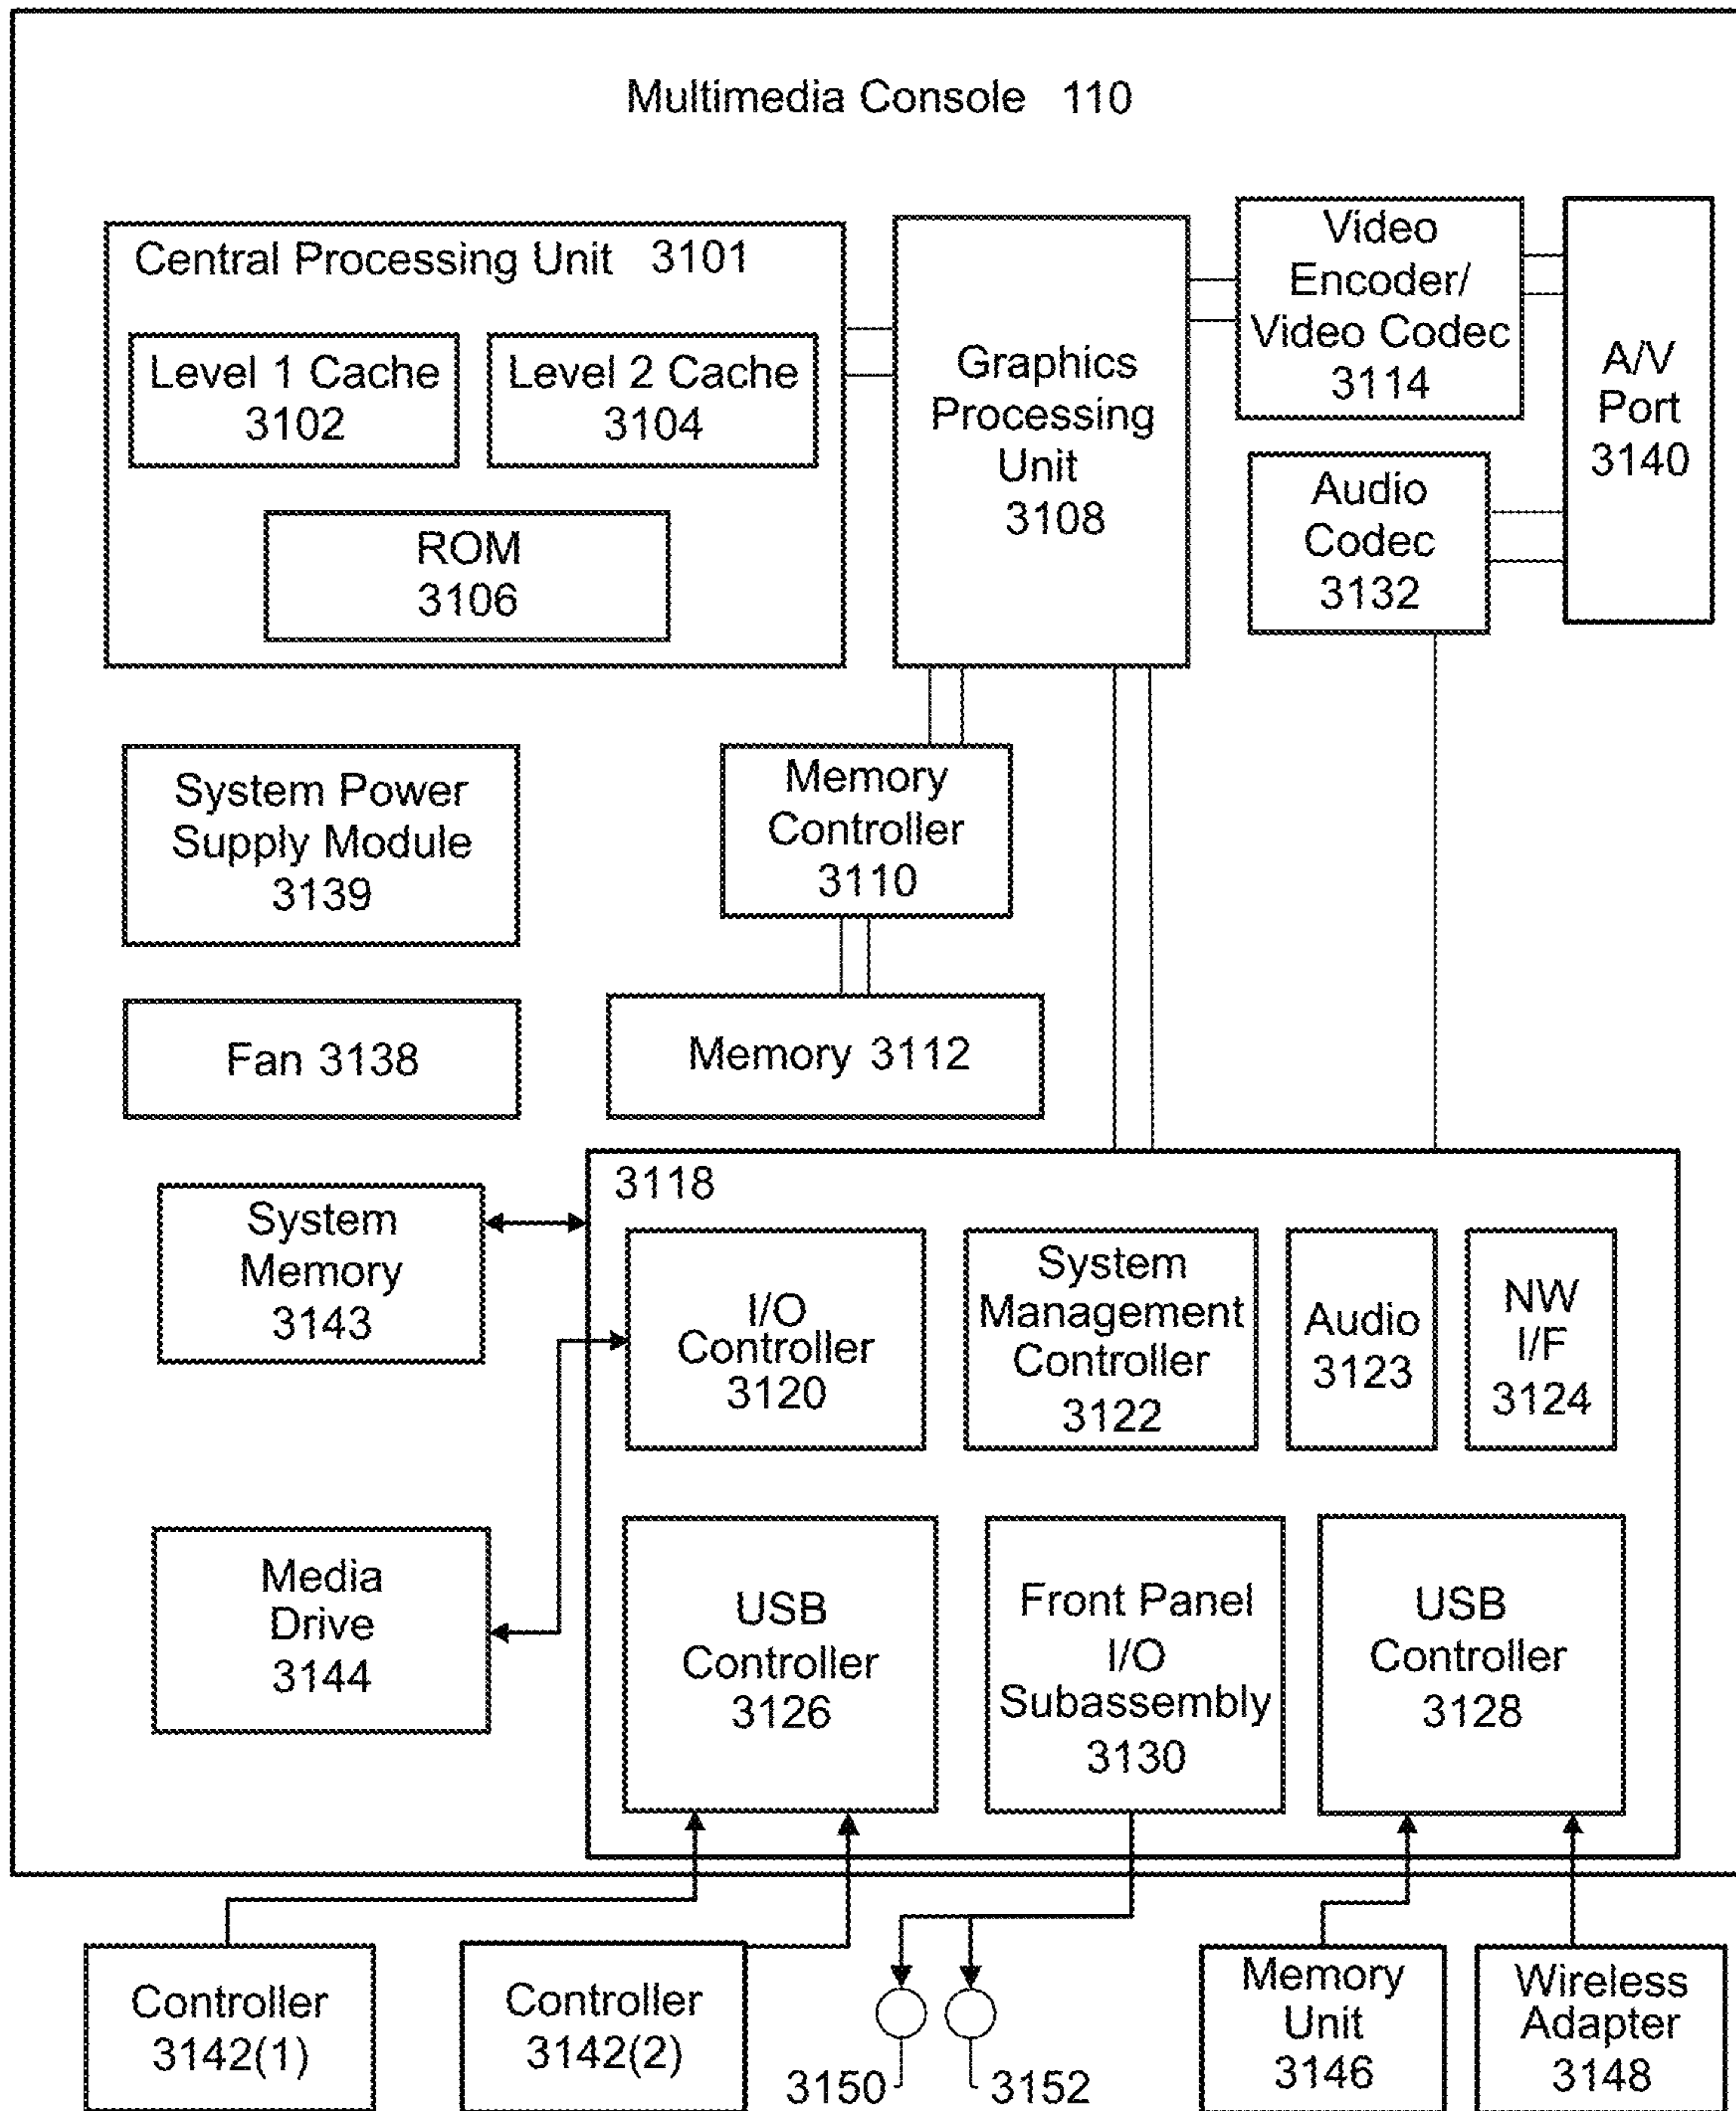 Multimedia Console 110
Central Processing Unit 3101
Level 1 Cache
3102
Level 2 Cache
3104
ROM
3106
Graphics
Processing
Unit
3108
Video
Encoder/
Video Codec
3114
A/V
Port
3140
Audio
Codec
3132
System Power
Supply Module
3139
Memory
Controller
3110
Fan 3138
Memory 3112
3118
System
Memory
3143
I/O
Controller
3120
System
Management
Controller
3122
Audio
3123
NW
I/F
3124
Media
Drive
3144
USB
Controller
3126
Front Panel
I/O
Subassembly
3130
USB
Controller
3128
Controller
3142(1)
Controller
3142(2)
3150
3152
Memory
Unit
3146
Wireless
Adapter
3148